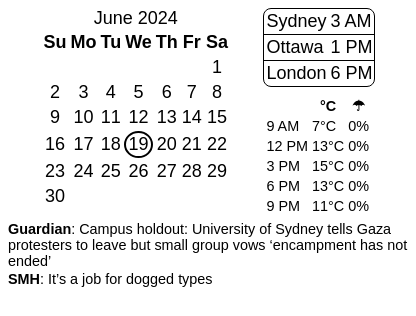 June 2024
Su Mo Tu We Th Fr Sa
1
2 3 4 5 6 7 8
9 10 11 12 13 14 15
16 17 18 19 20 21 22
23 24 25 26 27 28 29
30
Sydney 3 AM
Ottawa 1 PM
London 6 PM
°C ☂
9 AM 7°C 0%
12 PM 13°C 0%
3 PM 15°C 0%
6 PM 13°C 0%
9 PM 11°C 0%
Guardian: Campus holdout: University of Sydney tells Gaza
protesters to leave but small group vows ‘encampment has not
ended’
SMH: It’s a job for dogged types